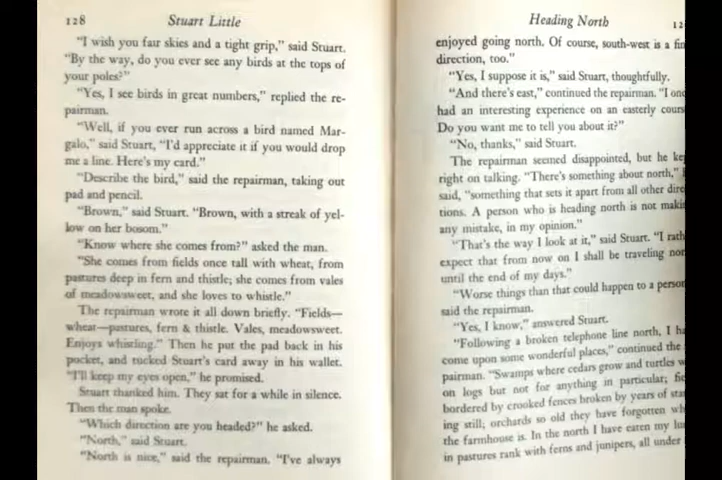 128 Stuart Little
"I wish you fair skies and a tight grip," said Stuart.
"By the way, do you ever see any birds at the tops of
your poles?"
"Yes, I see birds in great numbers," replied the re-
pairman.
"Well, if you ever run across a bird named Mar-
galo," said Stuart, "I'd appreciate it if you would drop
me a line. Here's my card."
"Describe the bird," said the repairman, taking out
pad and pencil.
"Brown," said Stuart. "Brown, with a streak of yel-
low on her bosom."
"Know where she comes from?" asked the man.
"She comes from fields once tall with wheat, from
pastures deep in fern and thistle; she comes from vales
of meadowsweet, and she loves to whistle."
The repairman wrote it all down briefly. "Fields—
wheat—pastures, fern & thistle. Vales, meadowsweet.
Enjoys whistling." Then he put the pad back in his
pocket, and tucked Stuart's card away in his wallet.
"I'll keep my eyes open," he promised.
Stuart thanked him. They sat for a while in silence.
Then the man spoke.
"Which direction are you headed?" he asked.
"North," said Stuart.
"North is nice," said the repairman. "I've always
Heading North 12
enjoyed going north. Of course, south-west is a fin
direction, too."
"Yes, I suppose it is," said Stuart, thoughtfully.
"And there's east," continued the repairman. "I onc
had an interesting experience on an easterly cours
Do you want me to tell you about it?"
"No, thanks," said Stuart.
The repairman seemed disappointed, but he kep
right on talking. "There's something about north,"
said, "something that sets it apart from all other dire
tions. A person who is heading north is not makin
any mistake, in my opinion."
"That's the way I look at it," said Stuart. "I rath
expect that from now on I shall be traveling nor
until the end of my days."
"Worse things than that could happen to a person
said the repairman.
"Yes, I know," answered Stuart.
"Following a broken telephone line north, I ha
come upon some wonderful places," continued the
pairman. "Swamps where cedars grow and turtles w
on logs but not for anything in particular; fie
bordered by crooked fences broken by years of stan
ing still; orchards so old they have forgotten wh
the farmhouse is. In the north I have eaten my lun
in pastures rank with ferns and junipers, all under